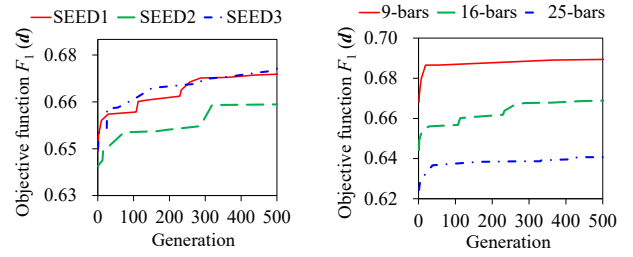 SEED1 SEED2 SEED3
Objective function F₁ (d)
0.68
0.66
0.65
0.63
0 100 200 300 400 500
Generation
9-bars 16-bars 25-bars
Objective function F₁ (d)
0.70
0.68
0.66
0.64
0.62
0 100 200 300 400 500
Generation